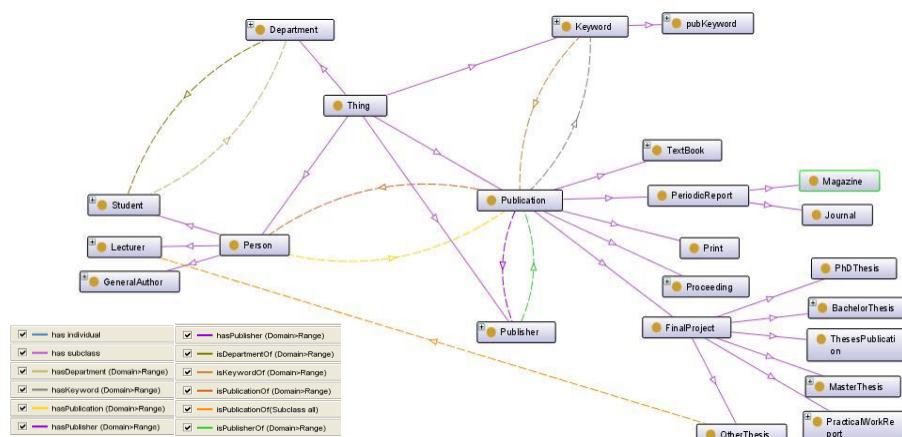 Department
Keyword
pubKeyword
Thing
TextBook
Magazine
Publication
PeriodicReport
Student
Journal
Lecturer
Person
Print
GeneralAuthor
PhDThesis
Proceeding
BachelorThesis
Publisher
FinalProject
ThesesPublicati
on
MasterThesis
PracticalWorkRe
port
OtherThesis
has individual
has subclass
hasDepartment (Domain>Range)
hasKeyword (Domain>Range)
hasPublication (Domain>Range)
hasPublisher (Domain>Range)
hasPublisher (Domain>Range)
isDepartmentOf (Domain>Range)
isKeywordOf (Domain>Range)
isPublicationOf (Domain>Range)
isPublicationOf(Subclass all)
isPublisherOf (Domain>Range)